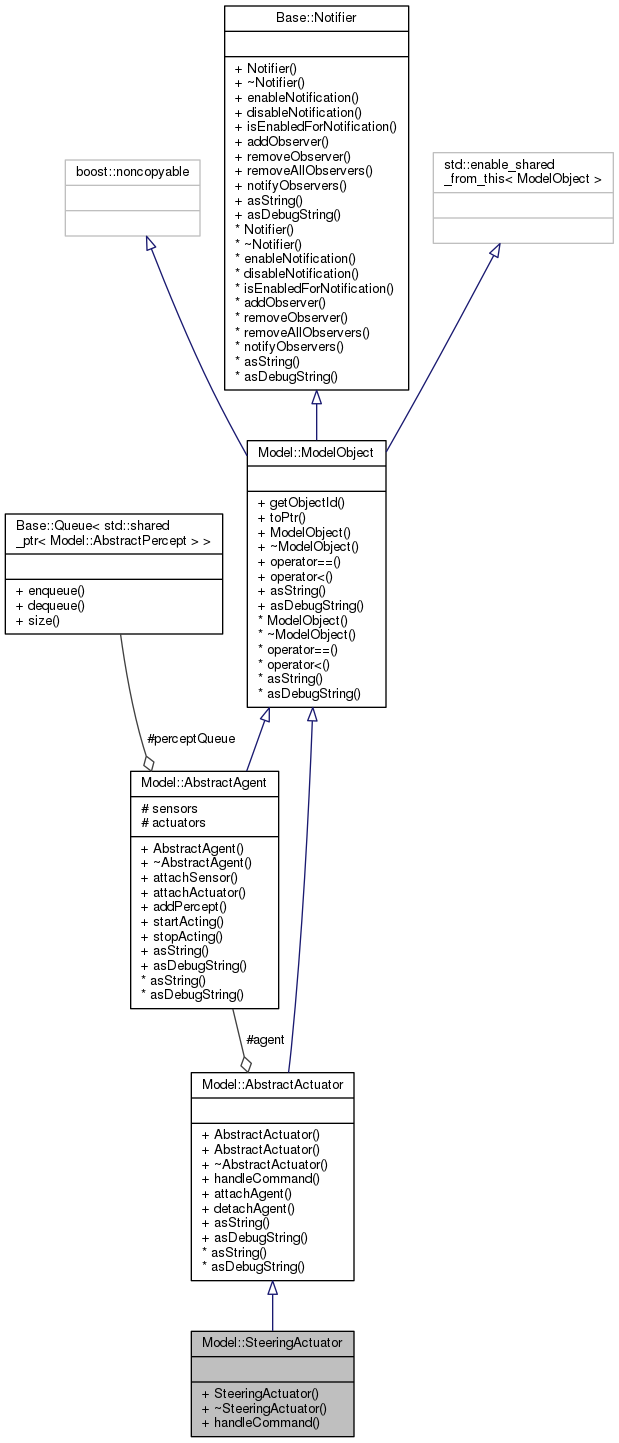 Base::Notifier
+ Notifier()
+ ~Notifier()
+ enableNotification()
+ disableNotification()
+ isEnabledForNotification()
+ addObserver()
+ removeObserver()
+ removeAllObservers()
+ notifyObservers()
+ asString()
+ asDebugString()
* Notifier()
* ~Notifier()
* enableNotification()
* disableNotification()
* isEnabledForNotification()
* addObserver()
* removeObserver()
* removeAllObservers()
* notifyObservers()
* asString()
* asDebugString()
boost::noncopyable
std::enable_shared
_from_this< ModelObject >
Model::ModelObject
+ getObjectId()
+ toPtr()
+ ModelObject()
+ ~ModelObject()
+ operator==()
+ operator<()
+ asString()
+ asDebugString()
* ModelObject()
* ~ModelObject()
* operator==()
* operator<()
* asString()
* asDebugString()
Base::Queue< std::shared
_ptr< Model::AbstractPercept > >
+ enqueue()
+ dequeue()
+ size()
#perceptQueue
Model::AbstractAgent
# sensors
# actuators
+ AbstractAgent()
+ ~AbstractAgent()
+ attachSensor()
+ attachActuator()
+ addPercept()
+ startActing()
+ stopActing()
+ asString()
+ asDebugString()
* asString()
* asDebugString()
#agent
Model::AbstractActuator
+ AbstractActuator()
+ AbstractActuator()
+ ~AbstractActuator()
+ handleCommand()
+ attachAgent()
+ detachAgent()
+ asString()
+ asDebugString()
* asString()
* asDebugString()
Model::SteeringActuator
+ SteeringActuator()
+ ~SteeringActuator()
+ handleCommand()